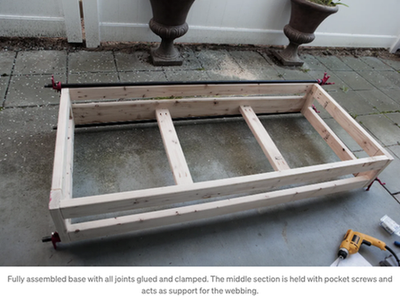 Fully assembled base with all joints glued and clamped. The middle section is held with pocket screws and
acts as support for the webbing.